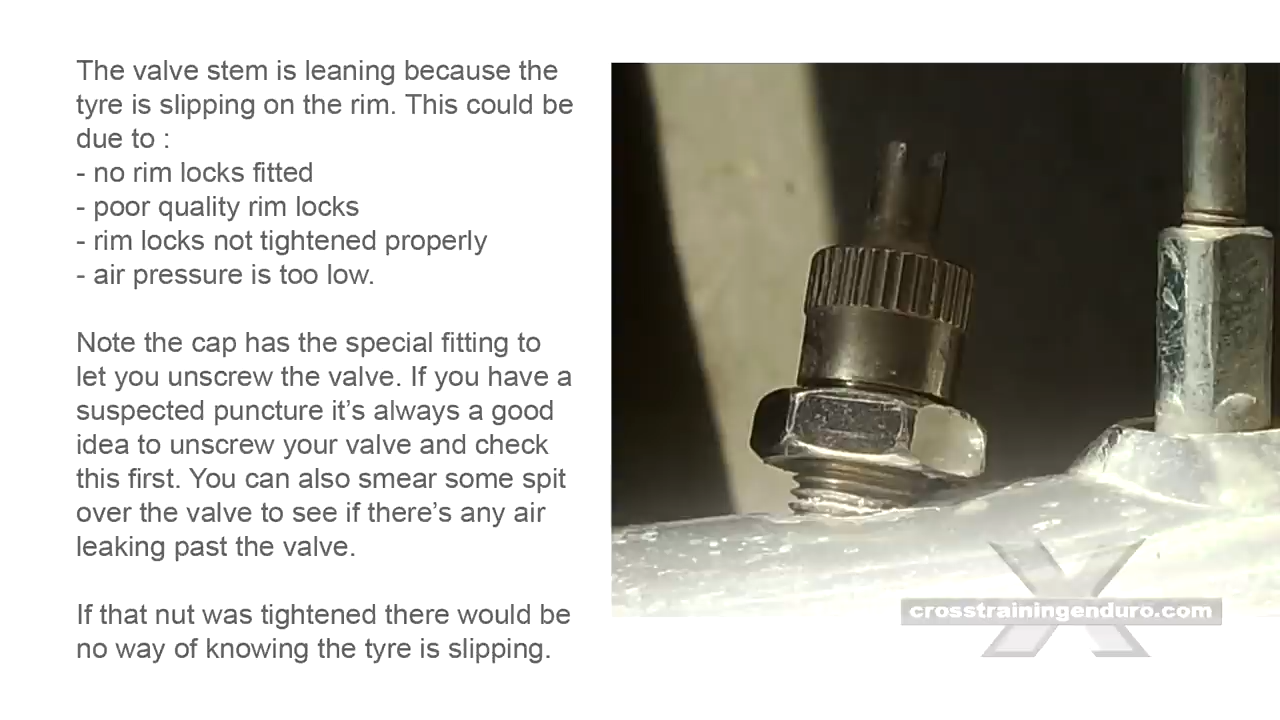 The valve stem is leaning because the
tyre is slipping on the rim. This could be
due to :
- no rim locks fitted
- poor quality rim locks
- rim locks not tightened properly
- air pressure is too low.
Note the cap has the special fitting to
let you unscrew the valve. If you have a
suspected puncture it’s always a good
idea to unscrew your valve and check
this first. You can also smear some spit
over the valve to see if there’s any air
leaking past the valve.
If that nut was tightened there would be
no way of knowing the tyre is slipping.
X
crosstrainingenduro.com